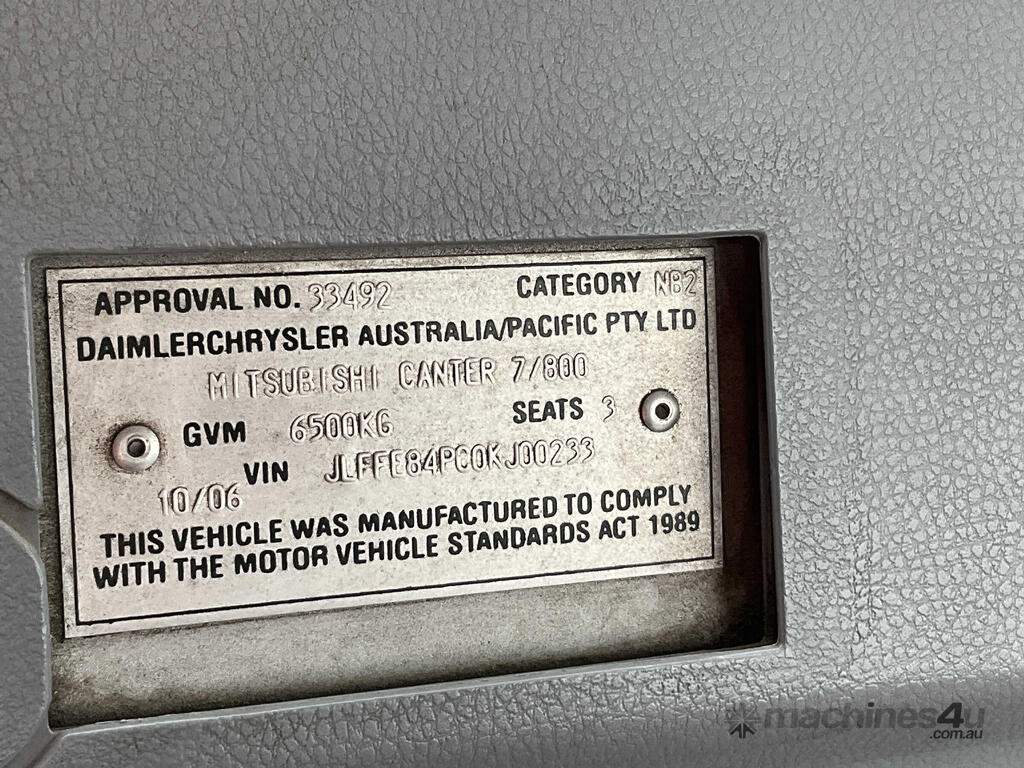 APPROVAL NO. 33492 CATEGORY NB2
DAIMLERCHRYSLER AUSTRALIA/PACIFIC PTY LTD
MITSUBISHI CANTER 7/800
GVM 6500KG SEATS 3
VIN JLFFE84PC0KJ00233
10/06
THIS VEHICLE WAS MANUFACTURED TO COMPLY
WITH THE MOTOR VEHICLE STANDARDS ACT 1989
machines4u
.com.au